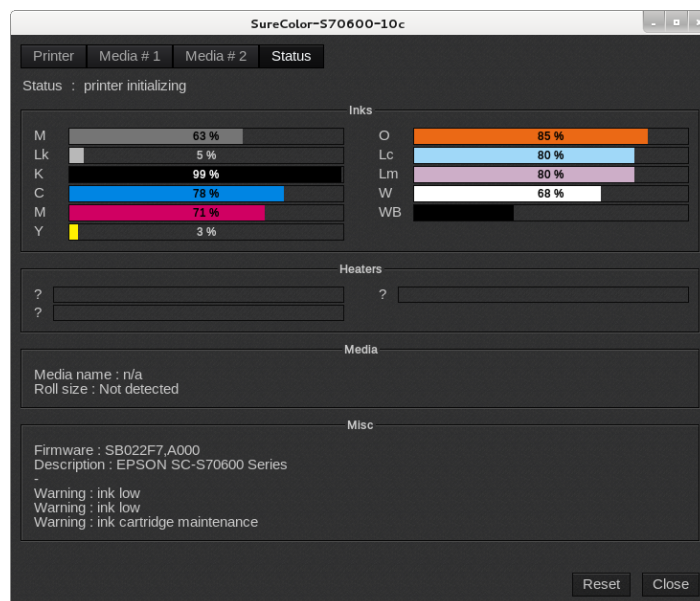 SureColor-S70600-10c
Printer Media # 1 Media # 2 Status
Status : printer initializing
Inks
M 63 % O 85 %
Lk 5 % Lc 80 %
K 99 % Lm 80 %
C 78 % W 68 %
M 71 % WB
Y 3 %
Heaters
? ?
?
Media
Media name : n/a
Roll size : Not detected
Misc
Firmware : SB022F7,A000
Description : EPSON SC-S70600 Series
-
Warning : ink low
Warning : ink low
Warning : ink cartridge maintenance
Reset Close